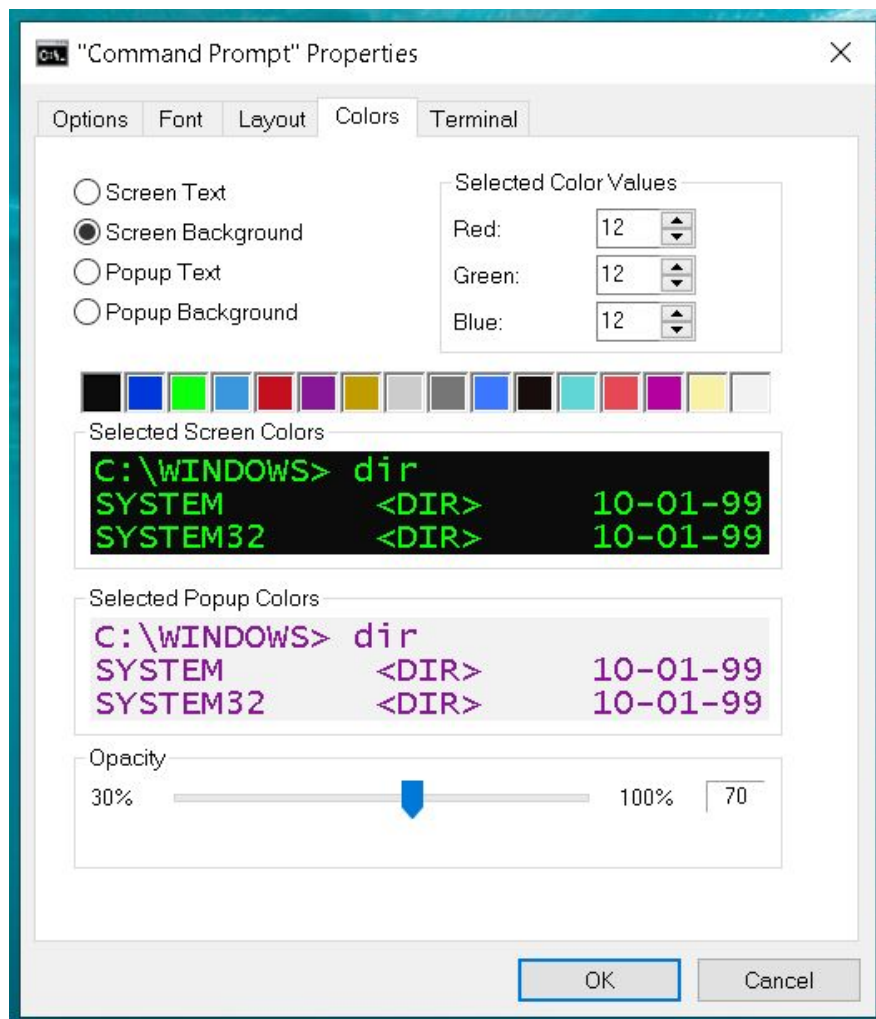 C:\. "Command Prompt" Properties
Options Font Layout Colors Terminal
Screen Text
Screen Background
Popup Text
Popup Background
Selected Color Values
Red: 12
Green: 12
Blue: 12
Selected Screen Colors
C:\WINDOWS> dir
SYSTEM <DIR> 10-01-99
SYSTEM32 <DIR> 10-01-99
Selected Popup Colors
C:\WINDOWS> dir
SYSTEM <DIR> 10-01-99
SYSTEM32 <DIR> 10-01-99
Opacity
30% 100% 70
OK Cancel